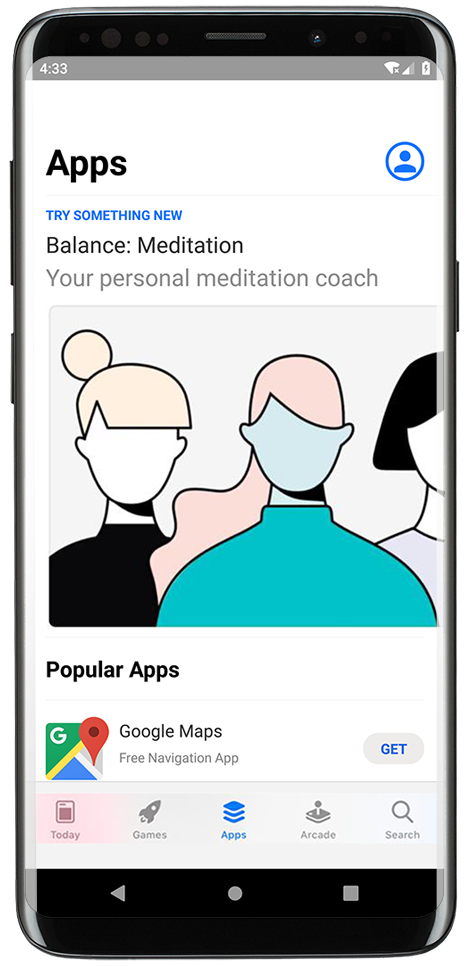 4:33
Apps
TRY SOMETHING NEW
Balance: Meditation
Your personal meditation coach
Popular Apps
G
Google Maps
Free Navigation App
GET
Today
Games
Apps
Arcade
Search